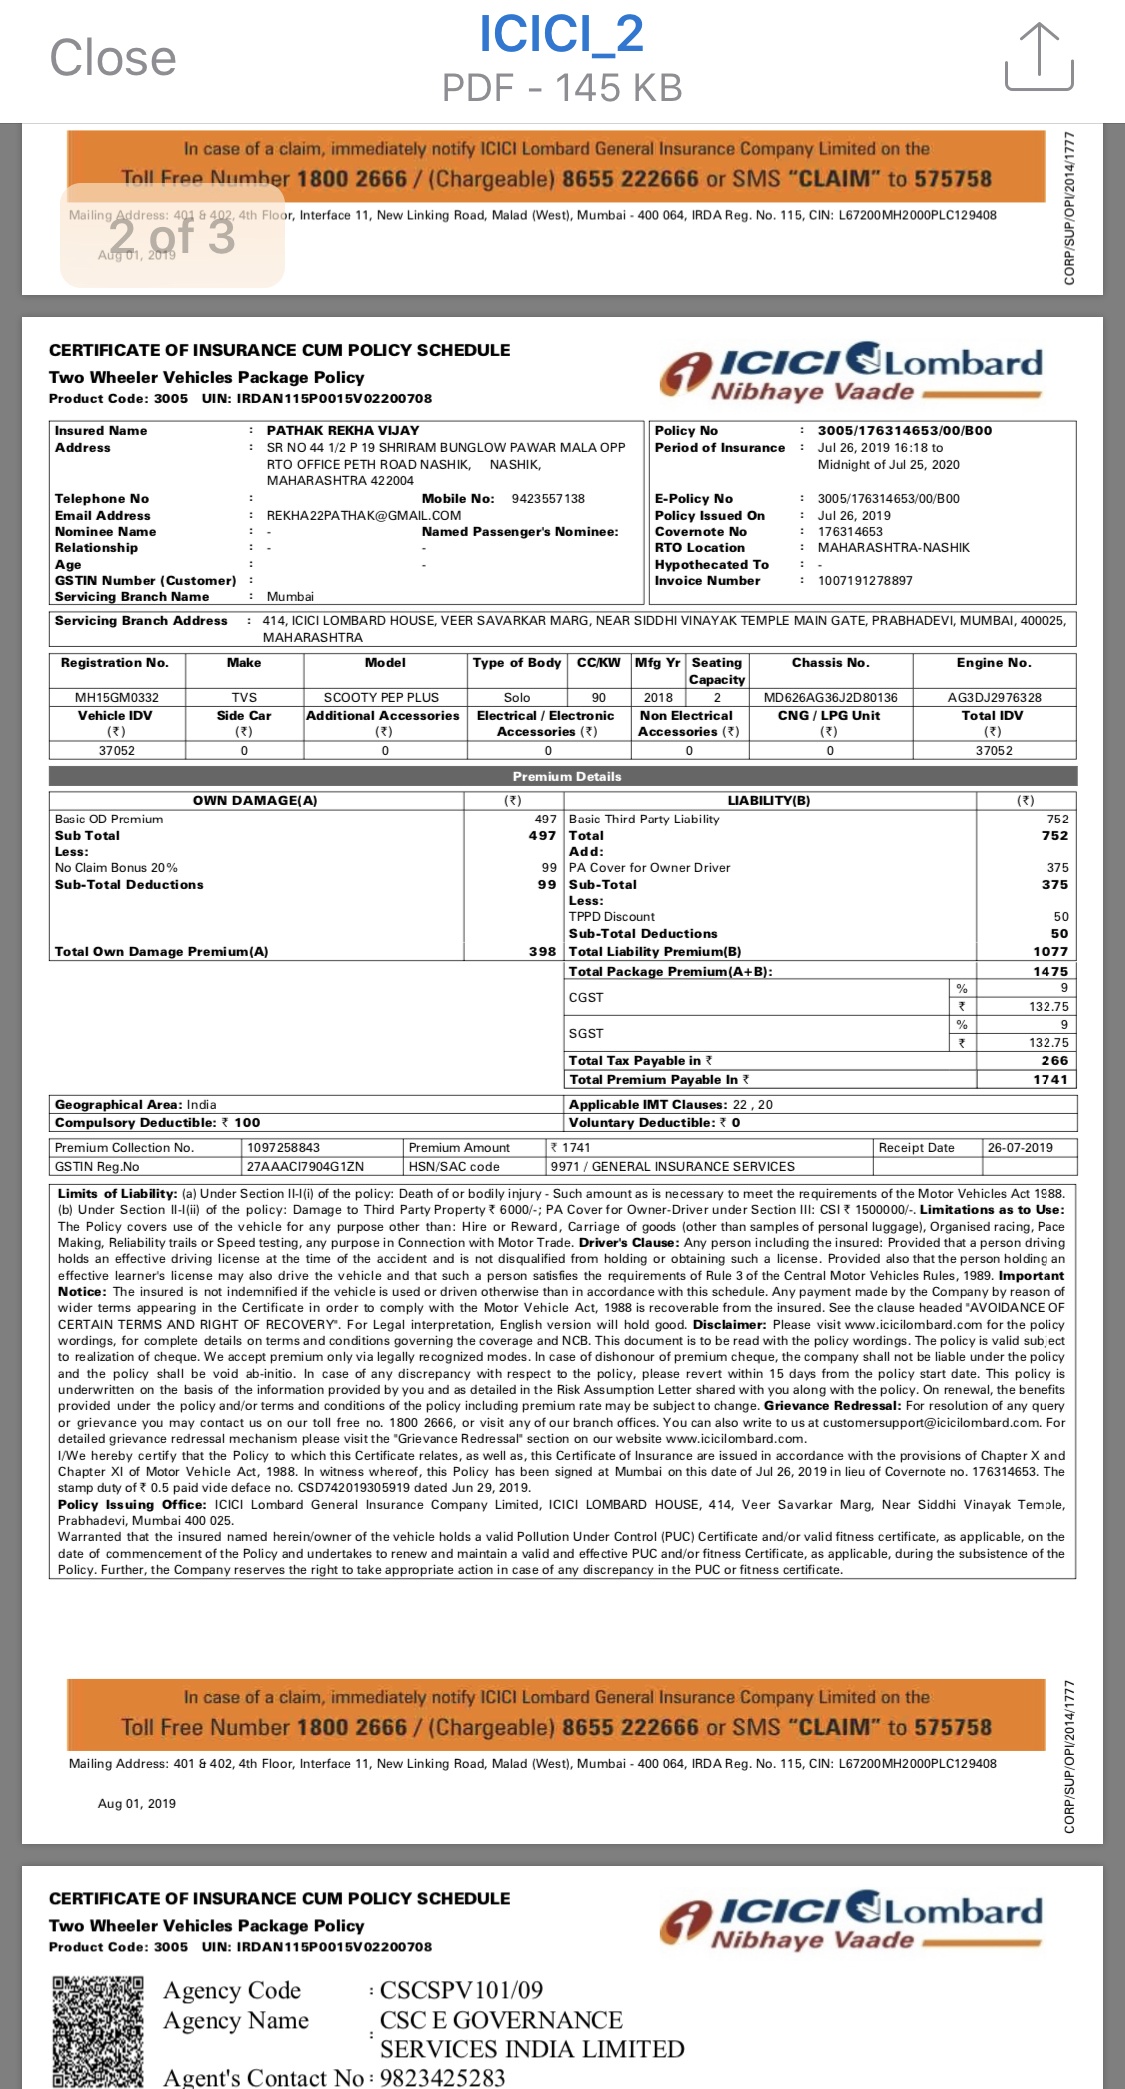 Close
ICICI_2
PDF - 145 KB
In case of a claim, immediately notify ICICI Lombard General Insurance Company Limited on the
Toll Free Number 1800 2666 / (Chargeable) 8655 222666 or SMS “CLAIM” to 575758
Mailing Address: 401 & 402, 4th Floor, Interface 11, New Linking Road, Malad (West), Mumbai - 400 064, IRDA Reg. No. 115, CIN: L67200MH2000PLC129408
2 of 3
Aug 01, 2019
CORP/SUP/OPI/2014/1777
CERTIFICATE OF INSURANCE CUM POLICY SCHEDULE
Two Wheeler Vehicles Package Policy
Product Code: 3005 UIN: IRDAN115P0015V02200708
ICICI Lombard
Nibhaye Vaade
Insured Name : PATHAK REKHA VIJAY
Address : SR NO 44 1/2 P 19 SHRIRAM BUNGLOW PAWAR MALA OPP
RTO OFFICE PETH ROAD NASHIK, NASHIK,
MAHARASHTRA 422004
Telephone No : Mobile No: 9423557138
Email Address : REKHA22PATHAK@GMAIL.COM
Nominee Name : - Named Passenger's Nominee:
Relationship : - -
Age : -
GSTIN Number (Customer) :
Servicing Branch Name : Mumbai
Policy No : 3005/176314653/00/B00
Period of Insurance : Jul 26, 2019 16:18 to
Midnight of Jul 25, 2020
E-Policy No : 3005/176314653/00/B00
Policy Issued On : Jul 26, 2019
Covernote No : 176314653
RTO Location : MAHARASHTRA-NASHIK
Hypothecated To : -
Invoice Number : 1007191278897
Servicing Branch Address : 414, ICICI LOMBARD HOUSE, VEER SAVARKAR MARG, NEAR SIDDHI VINAYAK TEMPLE MAIN GATE, PRABHADEVI, MUMBAI, 400025,
MAHARASHTRA
Registration No. Make Model Type of Body CC/KW Mfg Yr Seating Capacity Chassis No. Engine No.
MH15GM0332 TVS SCOOTY PEP PLUS Solo 90 2018 2 MD626AG36J2D80136 AG3DJ2976328
Vehicle IDV (₹) Side Car (₹) Additional Accessories (₹) Electrical / Electronic Accessories (₹) Non Electrical Accessories (₹) CNG / LPG Unit (₹) Total IDV (₹)
37052 0 0 0 0 0 37052
Premium Details
OWN DAMAGE(A) (₹) LIABILITY(B) (₹)
Basic OD Premium 497 Basic Third Party Liability 752
Sub Total 497 Total 752
Less: Add:
No Claim Bonus 20% 99 PA Cover for Owner Driver 375
Sub-Total Deductions 99 Sub-Total 375
Less:
TPPD Discount 50
Sub-Total Deductions 50
Total Own Damage Premium(A) 398 Total Liability Premium(B) 1077
Total Package Premium(A+B): 1475
CGST % 9
₹ 132.75
SGST % 9
₹ 132.75
Total Tax Payable in ₹ 266
Total Premium Payable In ₹ 1741
Geographical Area: India Applicable IMT Clauses: 22 , 20
Compulsory Deductible: ₹ 100 Voluntary Deductible: ₹ 0
Premium Collection No. 1097258843 Premium Amount ₹ 1741 Receipt Date 26-07-2019
GSTIN Reg.No 27AAACI7904G1ZN HSN/SAC code 9971 / GENERAL INSURANCE SERVICES
Limits of Liability: (a) Under Section II-I(i) of the policy: Death of or bodily injury - Such amount as is necessary to meet the requirements of the Motor Vehicles Act 1988.
(b) Under Section II-I(ii) of the policy: Damage to Third Party Property ₹ 6000/-; PA Cover for Owner-Driver under Section III: CSI ₹ 1500000/-. Limitations as to Use:
The Policy covers use of the vehicle for any purpose other than: Hire or Reward, Carriage of goods (other than samples of personal luggage), Organised racing, Pace
Making, Reliability trails or Speed testing, any purpose in Connection with Motor Trade. Driver's Clause: Any person including the insured: Provided that a person driving
holds an effective driving license at the time of the accident and is not disqualified from holding or obtaining such a license. Provided also that the person holding an
effective learner's license may also drive the vehicle and that such a person satisfies the requirements of Rule 3 of the Central Motor Vehicles Rules, 1989. Important
Notice: The insured is not indemnified if the vehicle is used or driven otherwise than in accordance with this schedule. Any payment made by the Company by reason of
wider terms appearing in the Certificate in order to comply with the Motor Vehicle Act, 1988 is recoverable from the insured. See the clause headed "AVOIDANCE OF
CERTAIN TERMS AND RIGHT OF RECOVERY". For Legal interpretation, English version will hold good. Disclaimer: Please visit www.icicilombard.com for the policy
wordings, for complete details on terms and conditions governing the coverage and NCB. This document is to be read with the policy wordings. The policy is valid subject
to realization of cheque. We accept premium only via legally recognized modes. In case of dishonour of premium cheque, the company shall not be liable under the policy
and the policy shall be void ab-initio. In case of any discrepancy with respect to the policy, please revert within 15 days from the policy start date. This policy is
underwritten on the basis of the information provided by you and as detailed in the Risk Assumption Letter shared with you along with the policy. On renewal, the benefits
provided under the policy and/or terms and conditions of the policy including premium rate may be subject to change. Grievance Redressal: For resolution of any query
or grievance you may contact us on our toll free no. 1800 2666, or visit any of our branch offices. You can also write to us at customersupport@icicilombard.com. For
detailed grievance redressal mechanism please visit the "Grievance Redressal" section on our website www.icicilombard.com.
I/We hereby certify that the Policy to which this Certificate relates, as well as, this Certificate of Insurance are issued in accordance with the provisions of Chapter X and
Chapter XI of Motor Vehicle Act, 1988. In witness whereof, this Policy has been signed at Mumbai on this date of Jul 26, 2019 in lieu of Covernote no. 176314653. The
stamp duty of ₹ 0.5 paid vide deface no. CSD742019305919 dated Jun 29, 2019.
Policy Issuing Office: ICICI Lombard General Insurance Company Limited, ICICI LOMBARD HOUSE, 414, Veer Savarkar Marg, Near Siddhi Vinayak Temple,
Prabhadevi, Mumbai 400 025.
Warranted that the insured named herein/owner of the vehicle holds a valid Pollution Under Control (PUC) Certificate and/or valid fitness certificate, as applicable, on the
date of commencement of the Policy and undertakes to renew and maintain a valid and effective PUC and/or fitness Certificate, as applicable, during the subsistence of the
Policy. Further, the Company reserves the right to take appropriate action in case of any discrepancy in the PUC or fitness certificate.
In case of a claim, immediately notify ICICI Lombard General Insurance Company Limited on the
Toll Free Number 1800 2666 / (Chargeable) 8655 222666 or SMS “CLAIM” to 575758
Mailing Address: 401 & 402, 4th Floor, Interface 11, New Linking Road, Malad (West), Mumbai - 400 064, IRDA Reg. No. 115, CIN: L67200MH2000PLC129408
Aug 01, 2019
CORP/SUP/OPI/2014/1777
CERTIFICATE OF INSURANCE CUM POLICY SCHEDULE
Two Wheeler Vehicles Package Policy
Product Code: 3005 UIN: IRDAN115P0015V02200708
ICICI Lombard
Nibhaye Vaade
Agency Code : CSCSPV101/09
Agency Name : CSC E GOVERNANCE
SERVICES INDIA LIMITED
Agent's Contact No : 9823425283